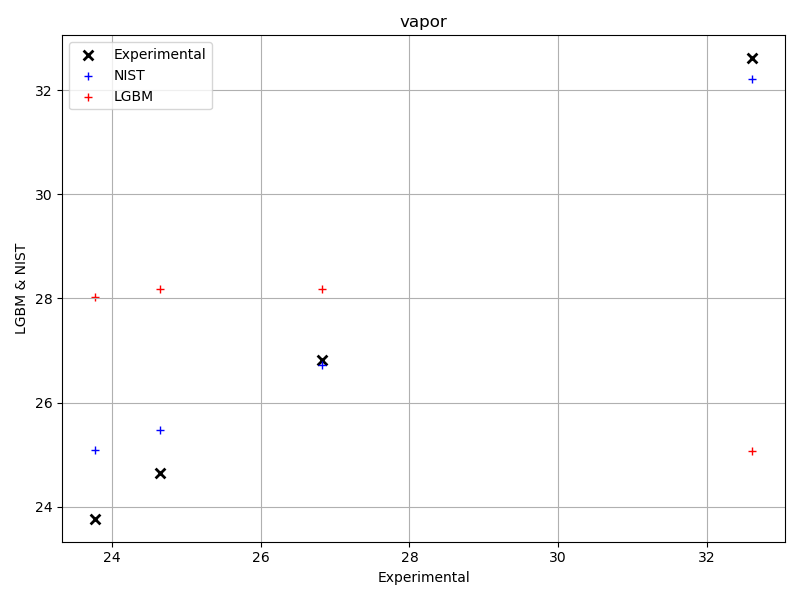 vapor
Experimental
NIST
LGBM
LGBM & NIST
32
30
28
26
24
24 26 28 30 32
Experimental